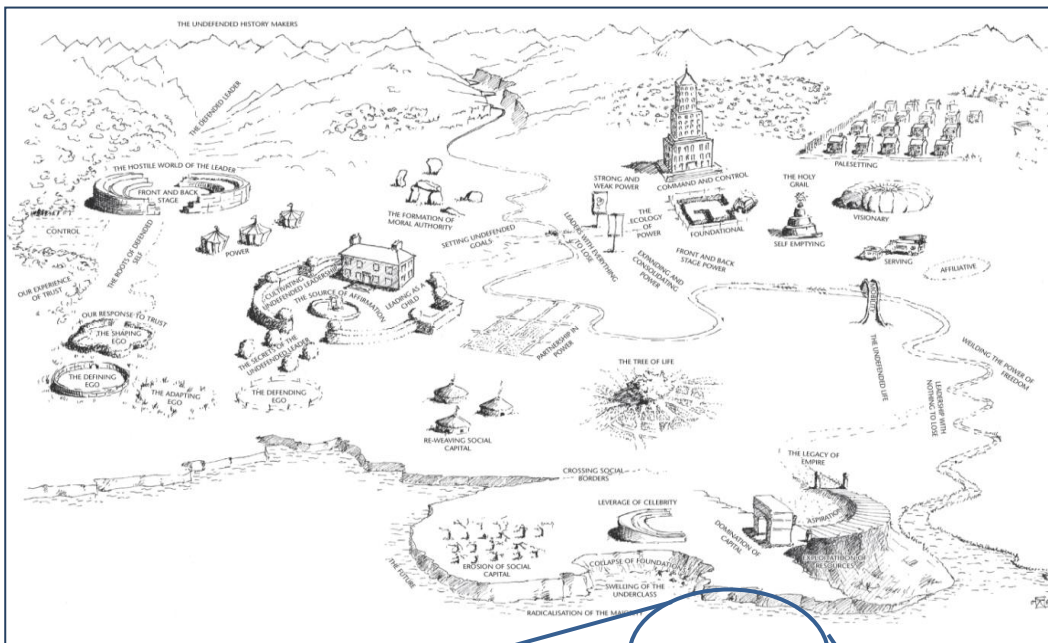 THE UNDEFENDED HISTORY MAKERS
THE DEFENDED LEADER
THE HOSTILE WORLD OF THE LEADER
FRONT AND BACK
STAGE
CONTROL
THE ROOTS OF DEFENDED
SELF
OUR EXPERIENCE
OF TRUST
OUR RESPONSE TO TRUST
THE SHAPING
EGO
THE DEFINING
EGO
THE ADAPTING
EGO
THE DEFENDING
EGO
POWER
THE FORMATION OF
MORAL AUTHORITY
SETTING UNDEFENDED
GOALS
CULTIVATING
UNDEFENDED LEADERSHIP
THE SOURCE OF AFFIRMATION
LEADING AS A
CHILD
THE SECRET OF THE
UNDEFENDED LEADER
STRONG AND
WEAK POWER
COMMAND AND CONTROL
THE
ECOLOGY
OF
POWER
FOUNDATIONAL
LEADERS WITH EVERYTHING
TO LOSE
EXPANDING AND
CONSOLIDATING
POWER
FRONT AND BACK
STAGE POWER
THE HOLY
GRAIL
SELF EMPTYING
PALESETTING
VISIONARY
SERVING
AFFILIATIVE
PARTNERSHIP IN
POWER
THE UNDEFENDED LIFE
WEILDING THE POWER OF
FREEDOM
LEADERSHIP WITH
NOTHING TO LOSE
THE TREE OF LIFE
RE-WEAVING SOCIAL
CAPITAL
CROSSING SOCIAL
BORDERS
THE LEGACY OF
EMPIRE
ASPIRATION
LEVERAGE OF CELEBRITY
DOMINATION OF
CAPITAL
EXPLOITATION OF
RESOURCES
EROSION OF SOCIAL
CAPITAL
COLLAPSE OF FOUNDATION
SWELLING OF THE
UNDERCLASS
THE FUTURE
RADICALISATION OF THE